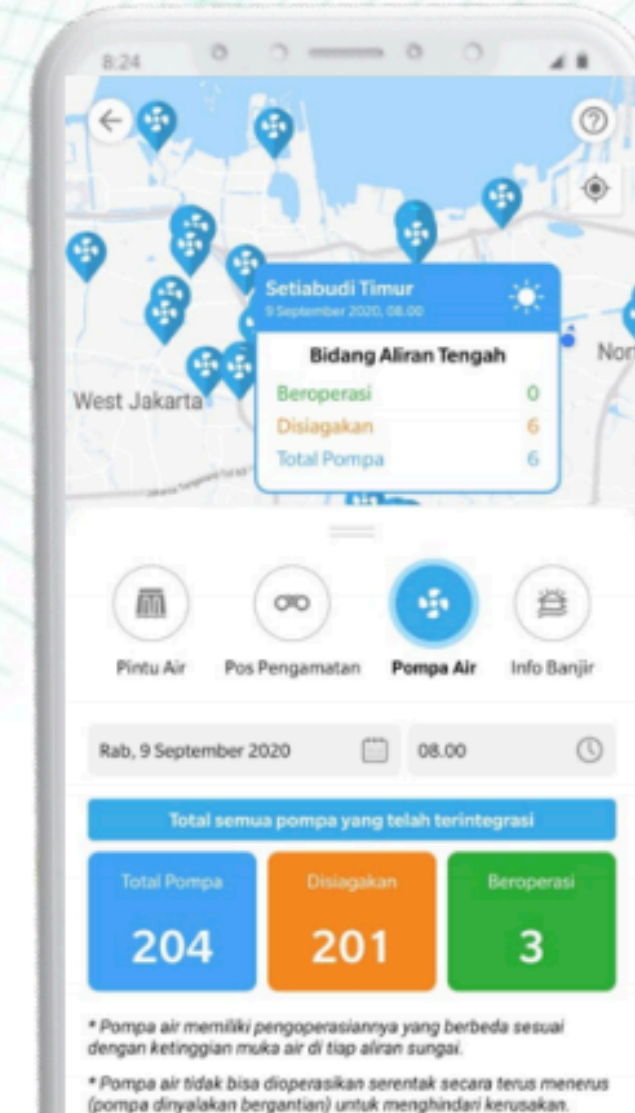 8:24
Setiabudi Timur
9 September 2020, 08.00
Bidang Aliran Tengah
Beroperasi 0
Disiagakan 6
Total Pompa 6
Nor
West Jakarta
Pintu Air Pos Pengamatan Pompa Air Info Banjir
Rab, 9 September 2020 08.00
Total semua pompa yang telah terintegrasi
Total Pompa Disiagakan Beroperasi
204 201 3
* Pompa air memiliki pengoperasiannya yang berbeda sesuai
dengan ketinggian muka air di tiap aliran sungai.
* Pompa air tidak bisa dioperasikan serentak secara terus menerus
(pompa dinyalakan bergantian) untuk menghindari kerusakan.